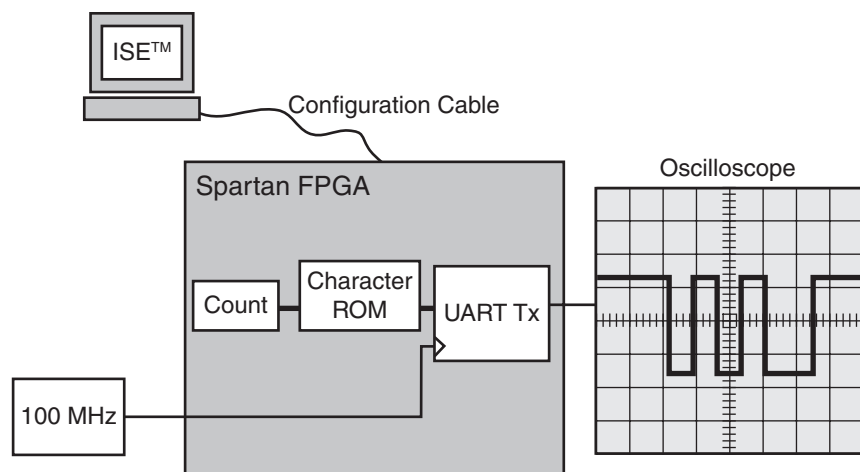 ISE™
Configuration Cable
Spartan FPGA
Oscilloscope
Count
Character
ROM
UART Tx
100 MHz